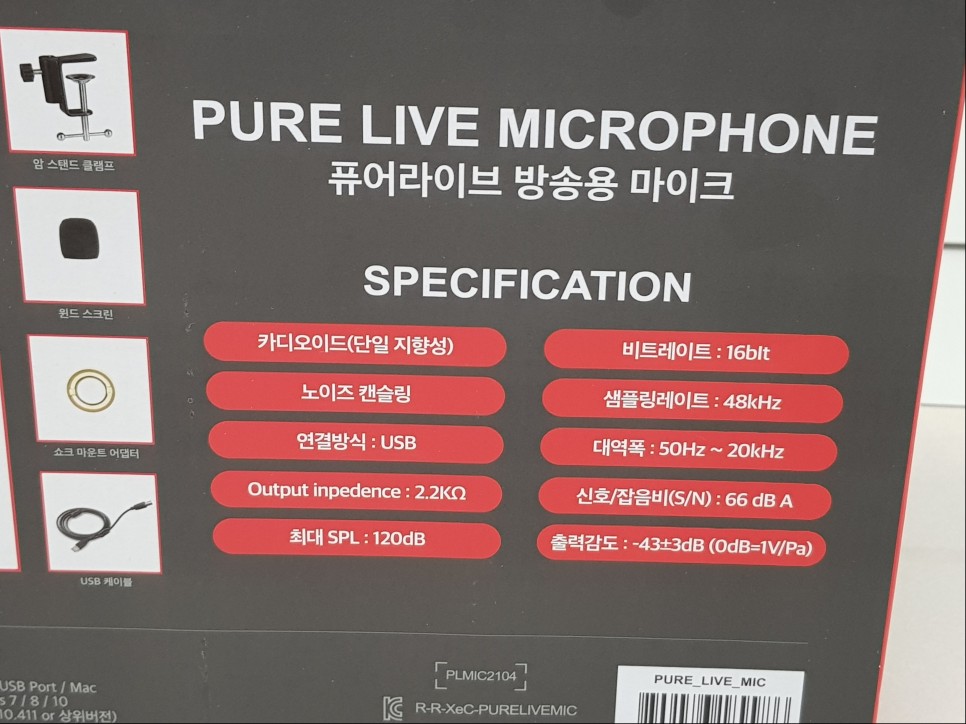 암 스탠드 클램프
윈드 스크린
쇼크 마운트 어댑터
USB 케이블
PURE LIVE MICROPHONE
퓨어라이브 방송용 마이크
SPECIFICATION
카디오이드(단일 지향성)
노이즈 캔슬링
연결방식 : USB
Output inpedence : 2.2KΩ
최대 SPL : 120dB
비트레이트 : 16bIt
샘플링레이트 : 48kHz
대역폭 : 50Hz ~ 20kHz
신호/잡음비(S/N) : 66 dB A
출력감도 : -43±3dB (0dB=1V/Pa)
USB Port / Mac
s 7 / 8 / 10
10.411 or 상위버전)
PLMIC2104
R-R-XeC-PURELIVEMIC
PURE_LIVE_MIC